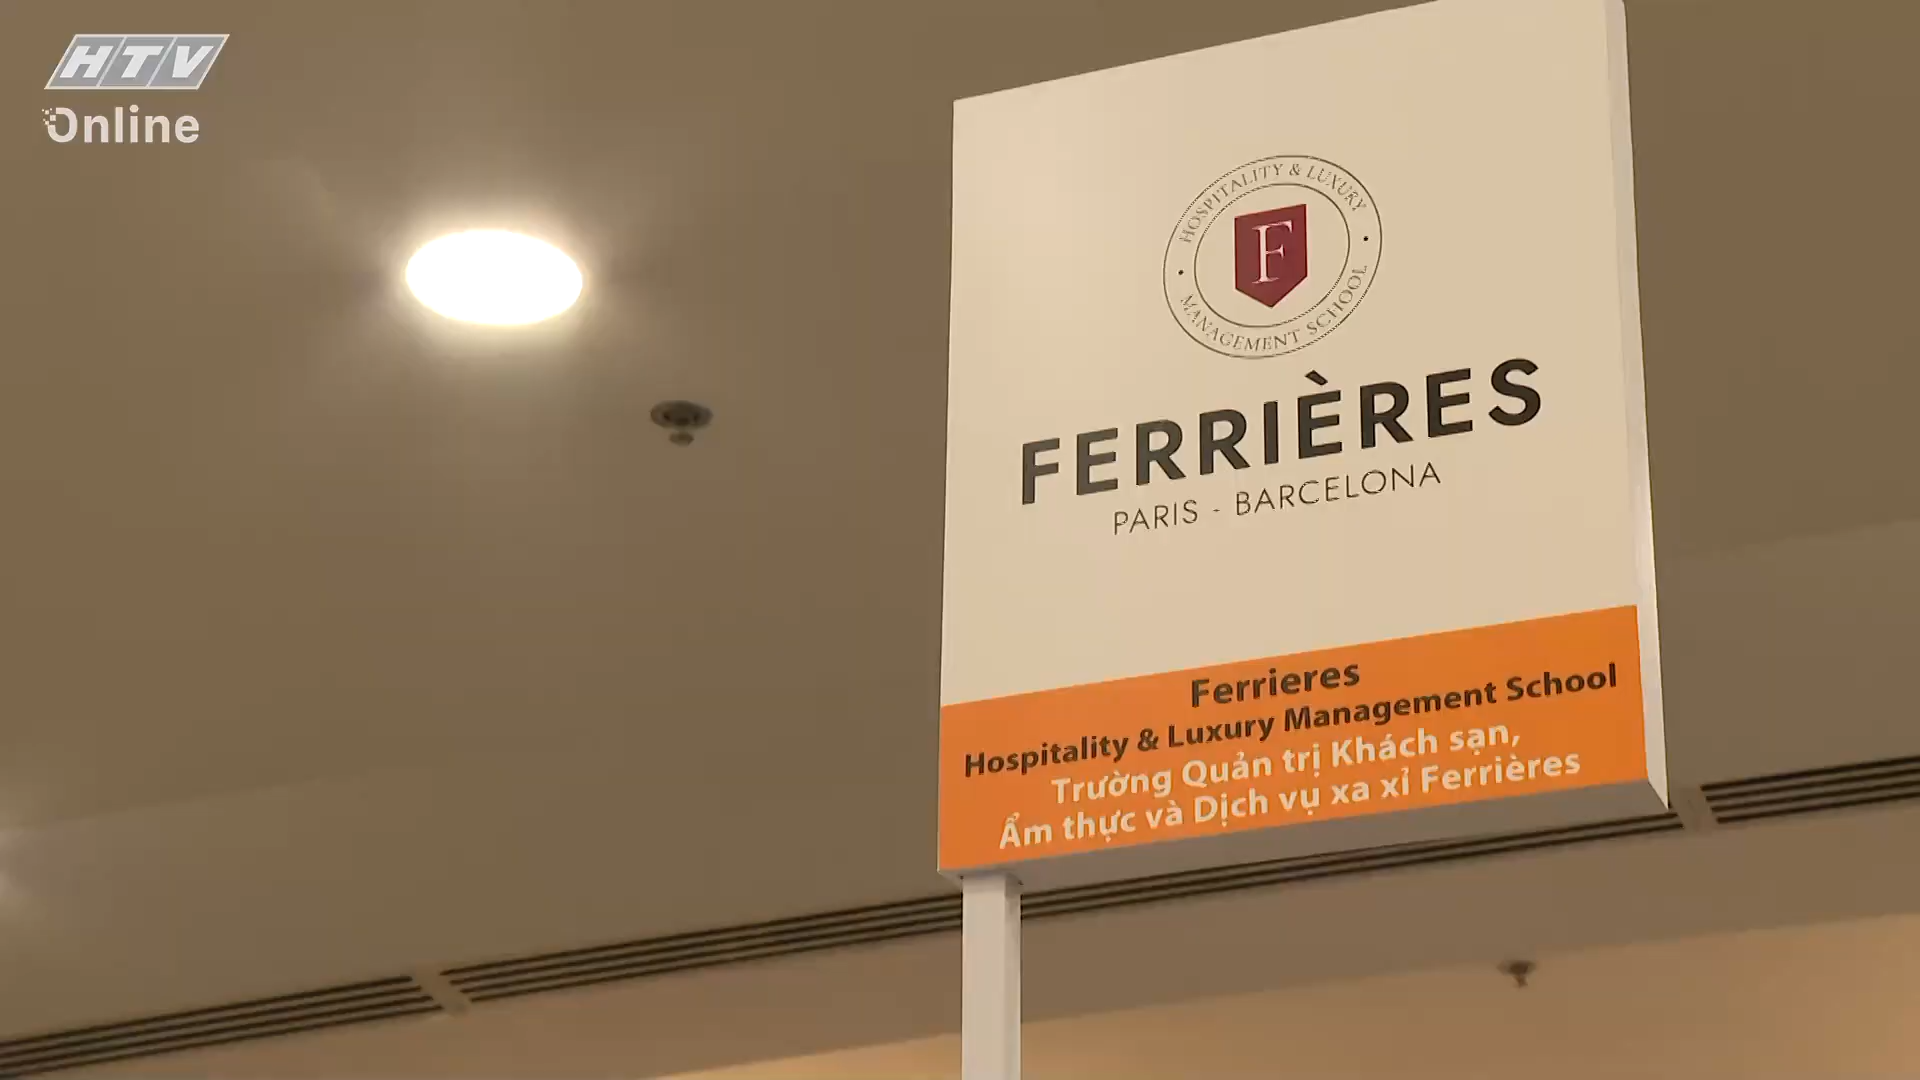 HTV
Online
HOSPITALITY & LUXURY
F
MANAGEMENT SCHOOL
FERRIÈRES
PARIS - BARCELONA
Ferrieres
Hospitality & Luxury Management School
Trường Quản trị Khách sạn,
Ẩm thực và Dịch vụ xa xỉ Ferrières